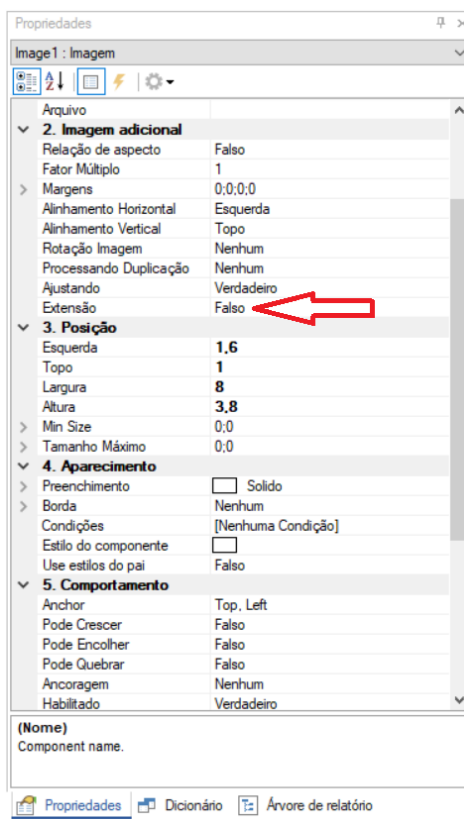 Propriedades
Image1 : Imagem
Arquivo
2. Imagem adicional
Relação de aspecto Falso
Fator Múltiplo 1
Margens 0;0;0;0
Alinhamento Horizontal Esquerda
Alinhamento Vertical Topo
Rotação Imagem Nenhum
Processando Duplicação Nenhum
Ajustando Verdadeiro
Extensão Falso
3. Posição
Esquerda 1,6
Topo 1
Largura 8
Altura 3,8
Min Size 0;0
Tamanho Máximo 0;0
4. Aparecimento
Preenchimento Solido
Borda Nenhum
Condições [Nenhuma Condição]
Estilo do componente
Use estilos do pai Falso
5. Comportamento
Anchor Top, Left
Pode Crescer Falso
Pode Encolher Falso
Pode Quebrar Falso
Ancoragem Nenhum
Habilitado Verdadeiro
(Nome)
Component name.
Propriedades Dicionário Árvore de relatório